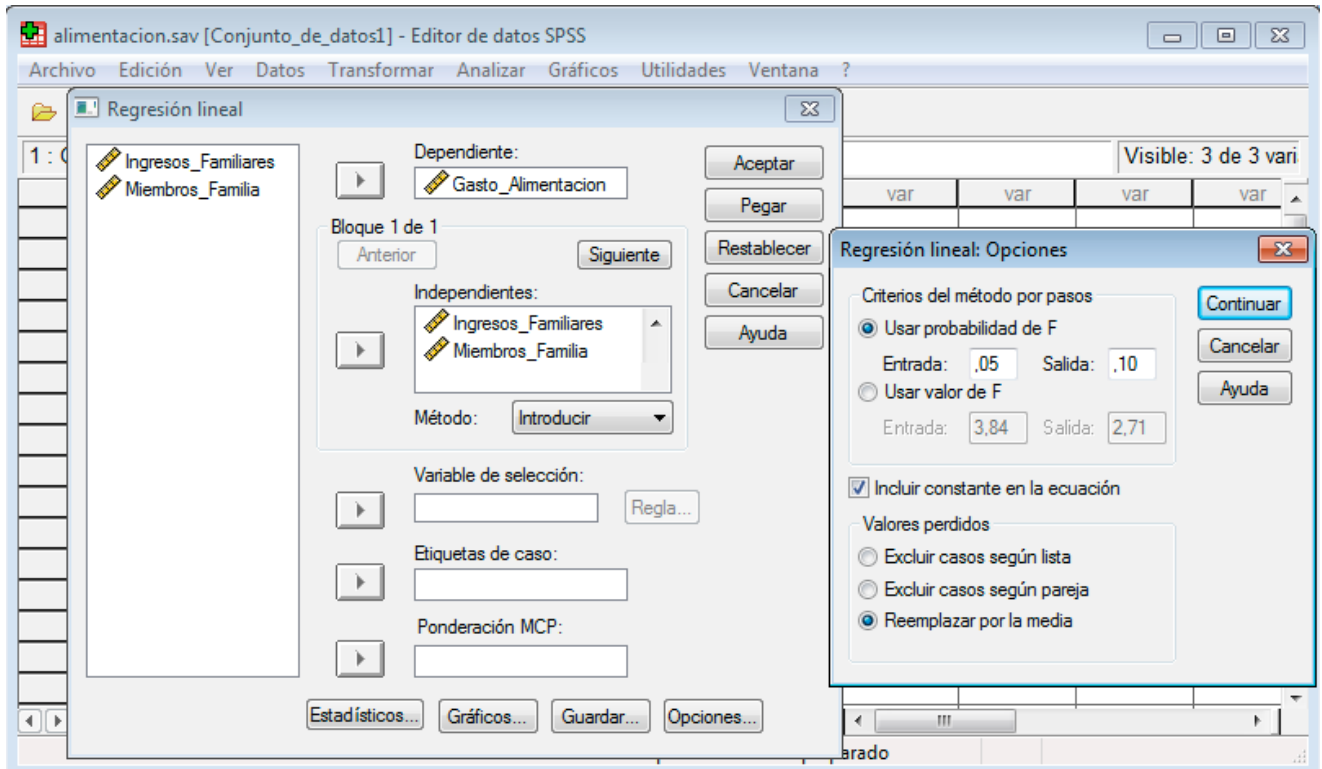 alimentacion.sav [Conjunto_de_datos1] - Editor de datos SPSS
Archivo Edición Ver Datos Transformar Analizar Gráficos Utilidades Ventana ?
Regresión lineal
1 :
Visible: 3 de 3 vari
var var var var
Ingresos_Familiares
Miembros_Familia
Dependiente:
Gasto_Alimentacion
Bloque 1 de 1
Anterior
Siguiente
Independientes:
Ingresos_Familiares
Miembros_Familia
Método: Introducir
Variable de selección:
Regla...
Etiquetas de caso:
Ponderación MCP:
Estadísticos... Gráficos... Guardar... Opciones...
Aceptar
Pegar
Restablecer
Cancelar
Ayuda
Regresión lineal: Opciones
Criterios del método por pasos
Usar probabilidad de F
Entrada: ,05 Salida: ,10
Usar valor de F
Entrada: 3,84 Salida: 2,71
Incluir constante en la ecuación
Valores perdidos
Excluir casos según lista
Excluir casos según pareja
Reemplazar por la media
Continuar
Cancelar
Ayuda
arado